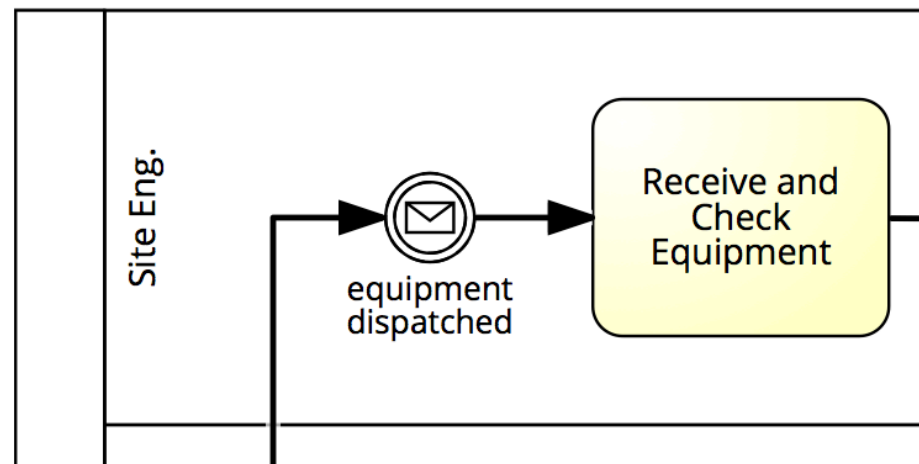 Site Eng.
equipment
dispatched
Receive and
Check
Equipment